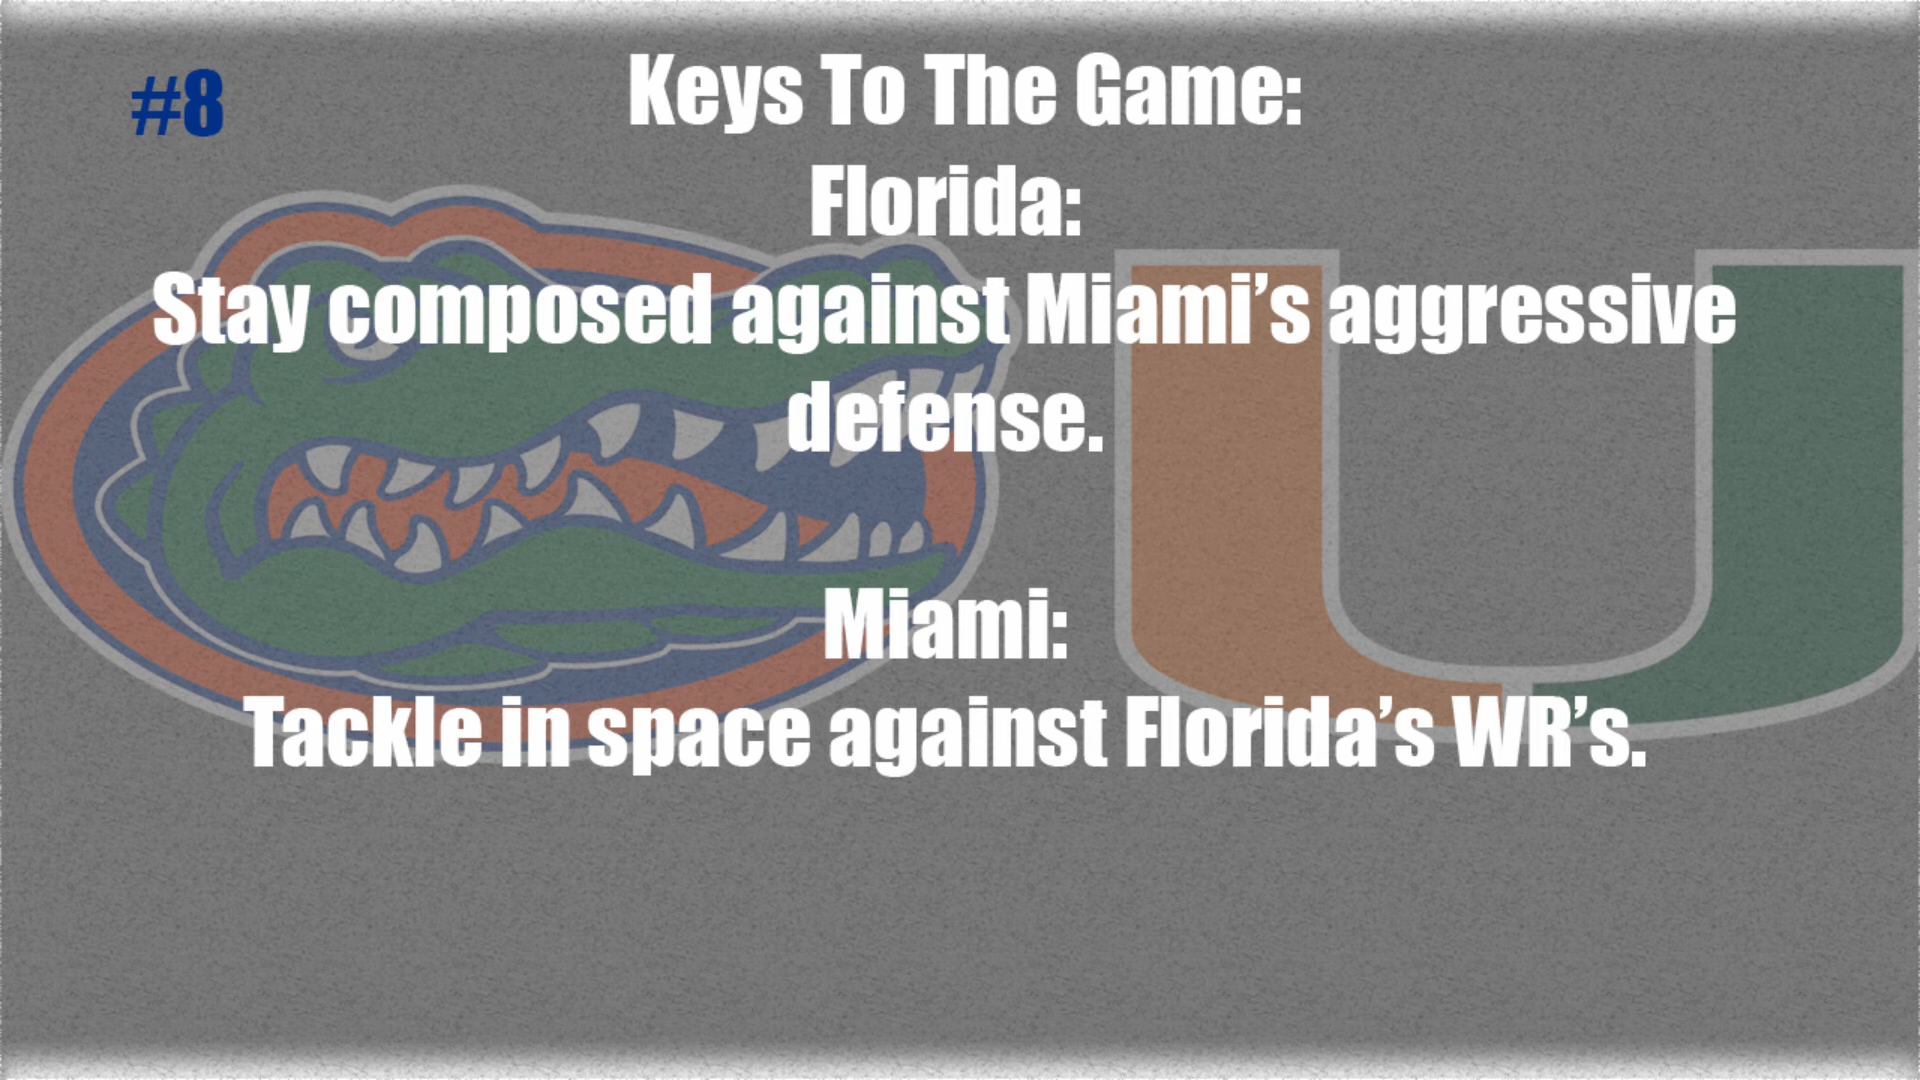 #8
Keys To The Game:
Florida:
Stay composed against Miami’s aggressive
defense.
Miami:
Tackle in space against Florida’s WR’s.